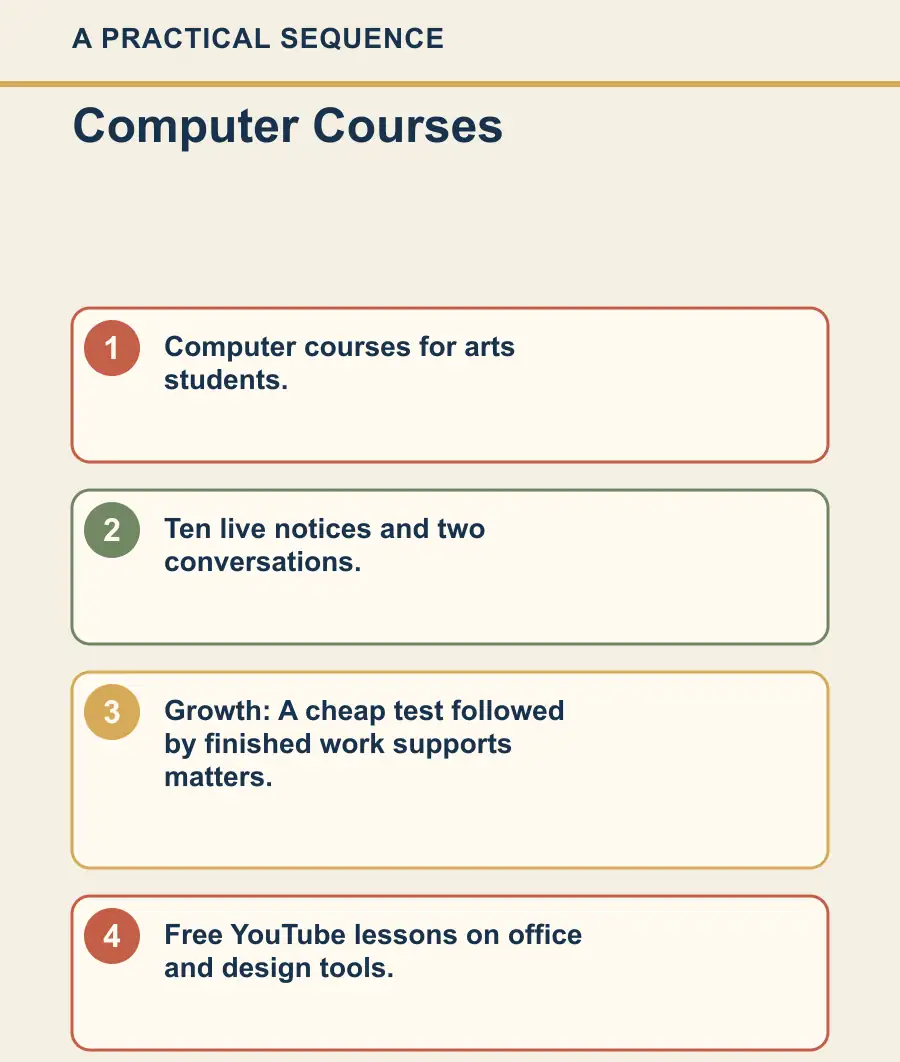 A PRACTICAL SEQUENCE
Computer Courses
1
Computer courses for arts
students.
2
Ten live notices and two
conversations.
3
Growth: A cheap test followed
by finished work supports
matters.
4
Free YouTube lessons on office
and design tools.